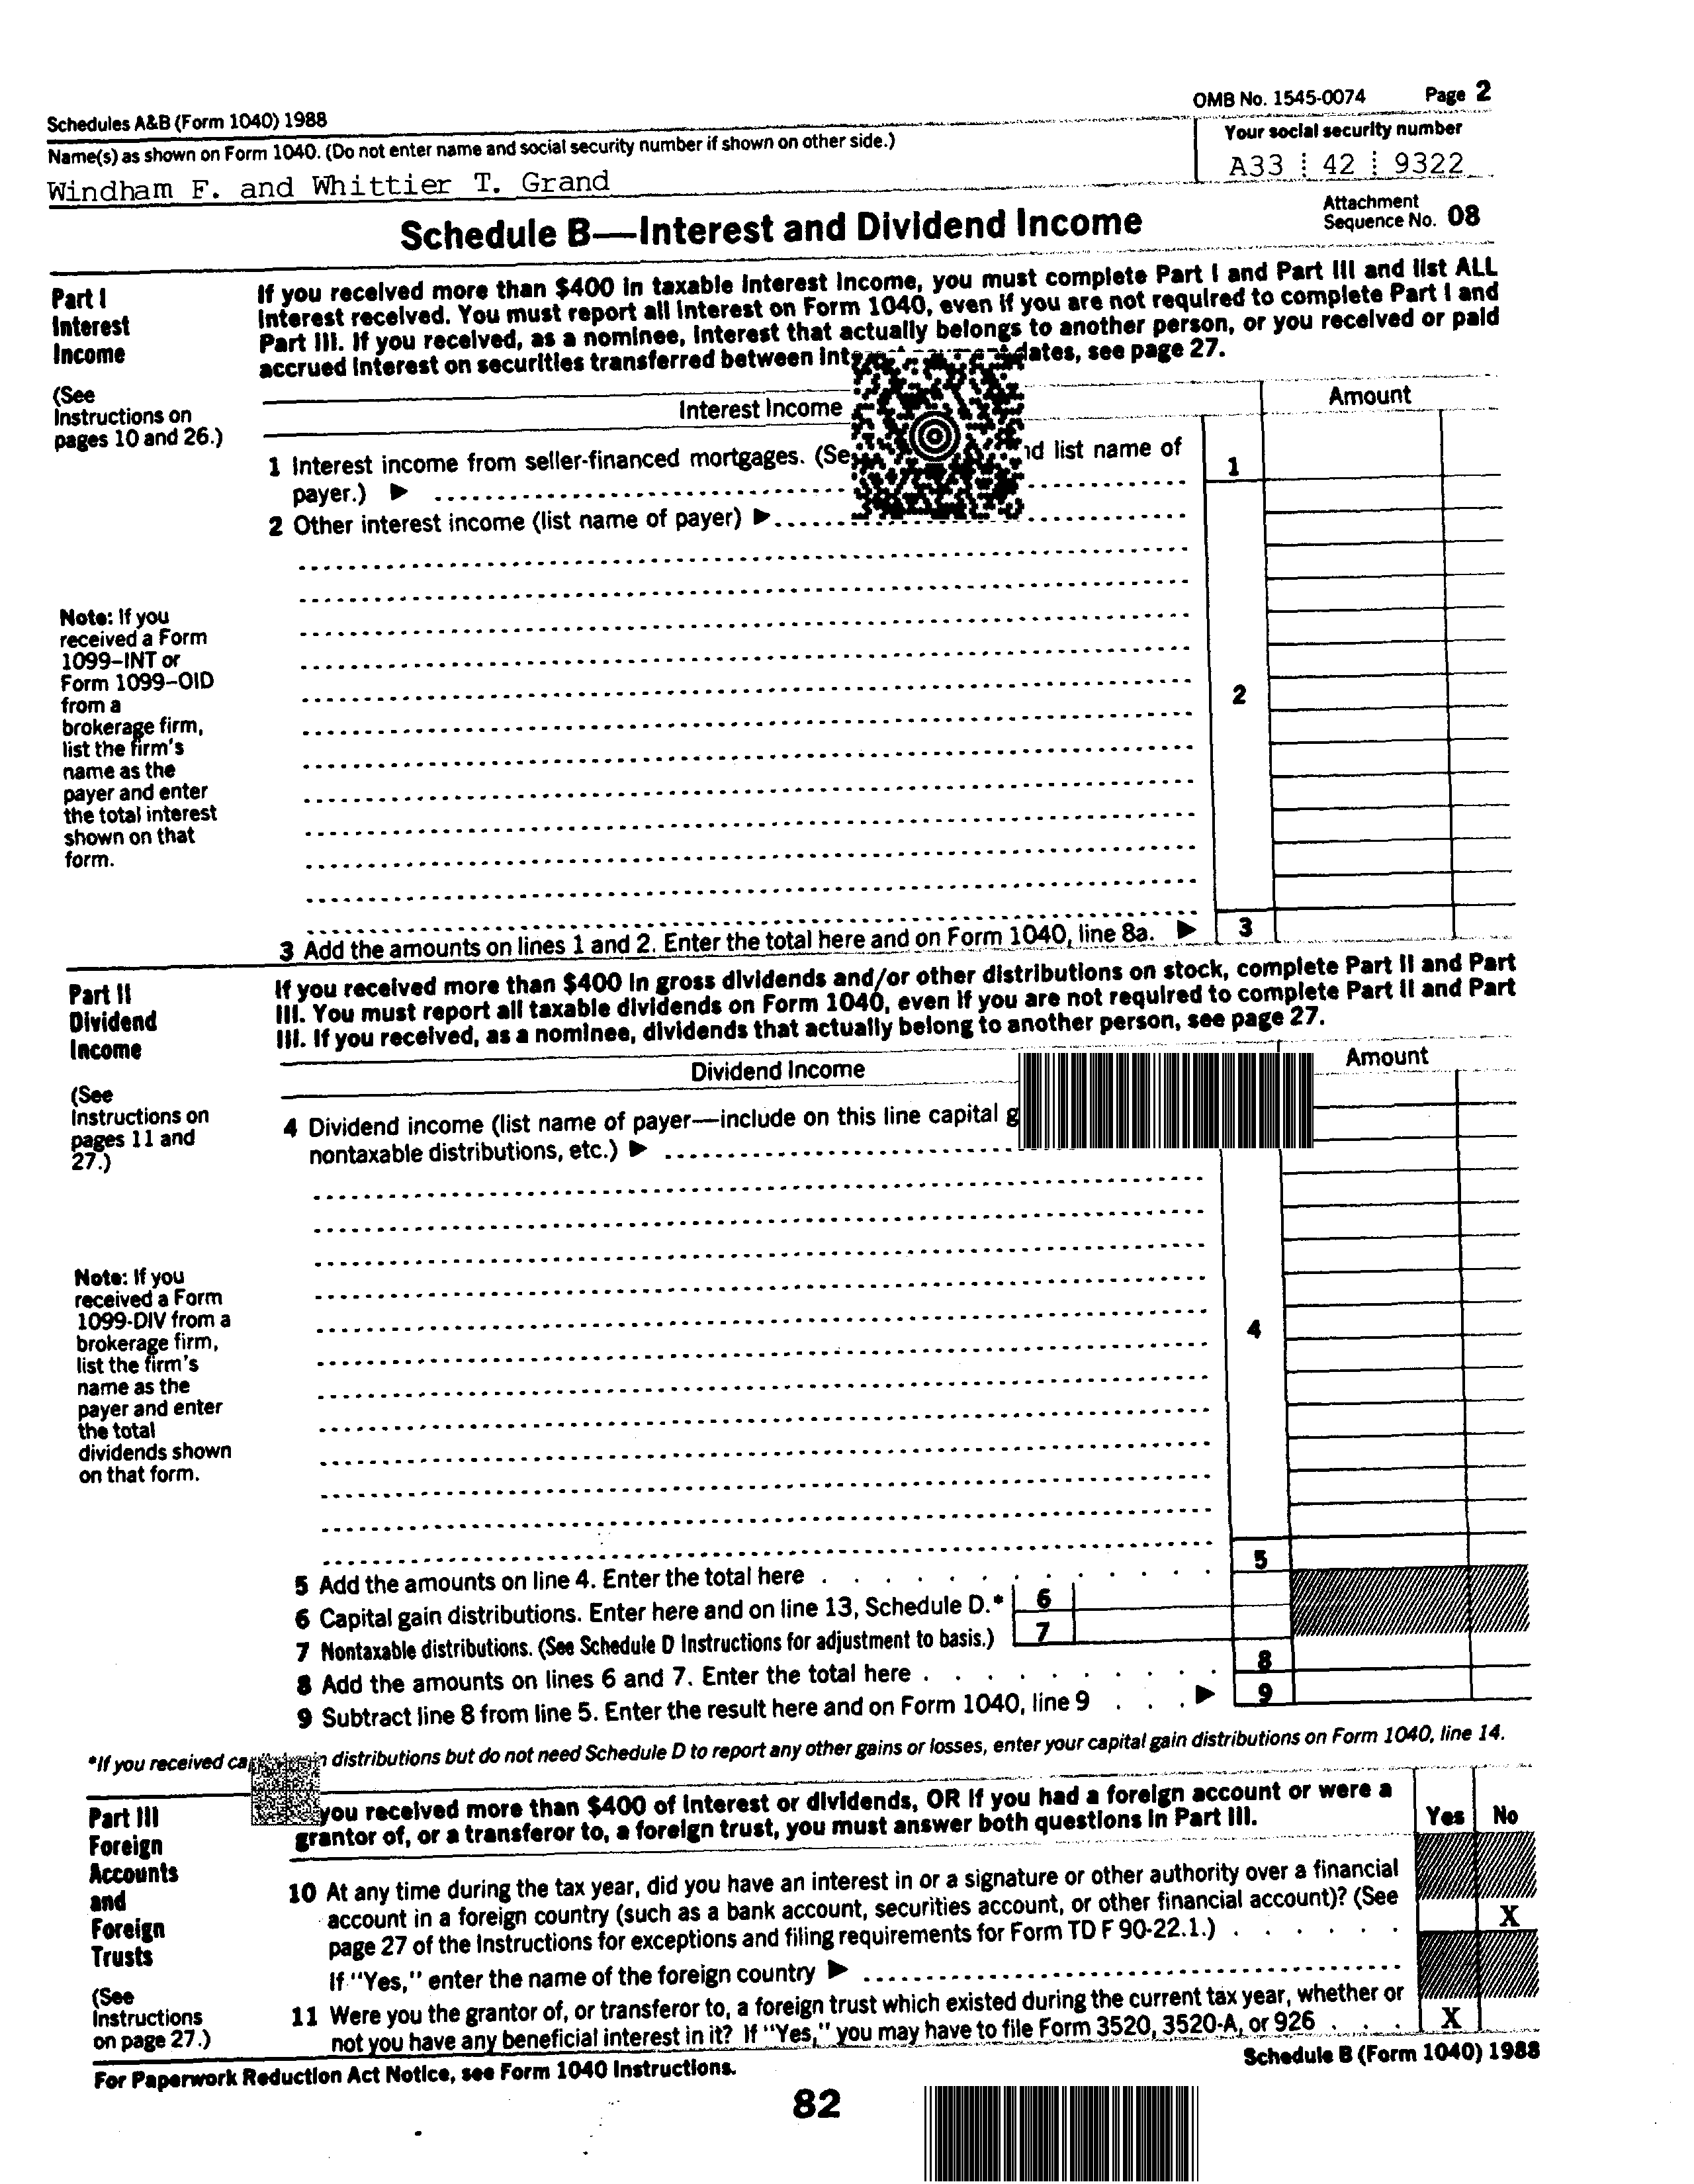 Schedules A&B (Form 1040) 1988
OMB No. 1545-0074
Page 2
Name(s) as shown on Form 1040. (Do not enter name and social security number if shown on other side.)
Your social security number
Windham F. and Whittier T. Grand
A33 42 9322
Schedule B—Interest and Dividend Income
Attachment
Sequence No. 08
Part I
Interest
Income
(See
Instructions on
pages 10 and 26.)
If you received more than $400 in taxable interest income, you must complete Part I and Part III and list ALL
interest received. You must report all interest on Form 1040, even if you are not required to complete Part I and
Part III. If you received, as a nominee, interest that actually belongs to another person, or you received or paid
accrued interest on securities transferred between dates, see page 27.
Interest Income
Amount
1 Interest income from seller-financed mortgages. list name of
payer.) ▶
1
2 Other interest income (list name of payer) ▶
Note: If you
received a Form
1099–INT or
Form 1099–OID
from a
brokerage firm,
list the firm's
name as the
payer and enter
the total interest
shown on that
form.
2
3 Add the amounts on lines 1 and 2. Enter the total here and on Form 1040, line 8a. ▶ 3
Part II
Dividend
Income
(See
Instructions on
pages 11 and
27.)
If you received more than $400 in gross dividends and/or other distributions on stock, complete Part II and Part
III. You must report all taxable dividends on Form 1040, even if you are not required to complete Part II and Part
III. If you received, as a nominee, dividends that actually belong to another person, see page 27.
Dividend Income
Amount
4 Dividend income (list name of payer—include on this line capital
nontaxable distributions, etc.) ▶
Note: If you
received a Form
1099-DIV from a
brokerage firm,
list the firm's
name as the
payer and enter
the total
dividends shown
on that form.
4
5 Add the amounts on line 4. Enter the total here . . . . . . . . . . . . 5
6 Capital gain distributions. Enter here and on line 13, Schedule D.* 6
7 Nontaxable distributions. (See Schedule D Instructions for adjustment to basis.) 7
8 Add the amounts on lines 6 and 7. Enter the total here . . . . . . . . . . 8
9 Subtract line 8 from line 5. Enter the result here and on Form 1040, line 9 . . . ▶ 9
*If you received distributions but do not need Schedule D to report any other gains or losses, enter your capital gain distributions on Form 1040, line 14.
Part III
Foreign
Accounts
and
Foreign
Trusts
(See
Instructions
on page 27.)
you received more than $400 of interest or dividends, OR if you had a foreign account or were a
grantor of, or a transferor to, a foreign trust, you must answer both questions in Part III.
Yes No
10 At any time during the tax year, did you have an interest in or a signature or other authority over a financial
account in a foreign country (such as a bank account, securities account, or other financial account)? (See
page 27 of the Instructions for exceptions and filing requirements for Form TD F 90-22.1.) . . . . . . X
If "Yes," enter the name of the foreign country ▶
11 Were you the grantor of, or transferor to, a foreign trust which existed during the current tax year, whether or
not you have any beneficial interest in it? If "Yes," you may have to file Form 3520, 3520-A, or 926 . . . X
For Paperwork Reduction Act Notice, see Form 1040 Instructions.
Schedule B (Form 1040) 1988
82